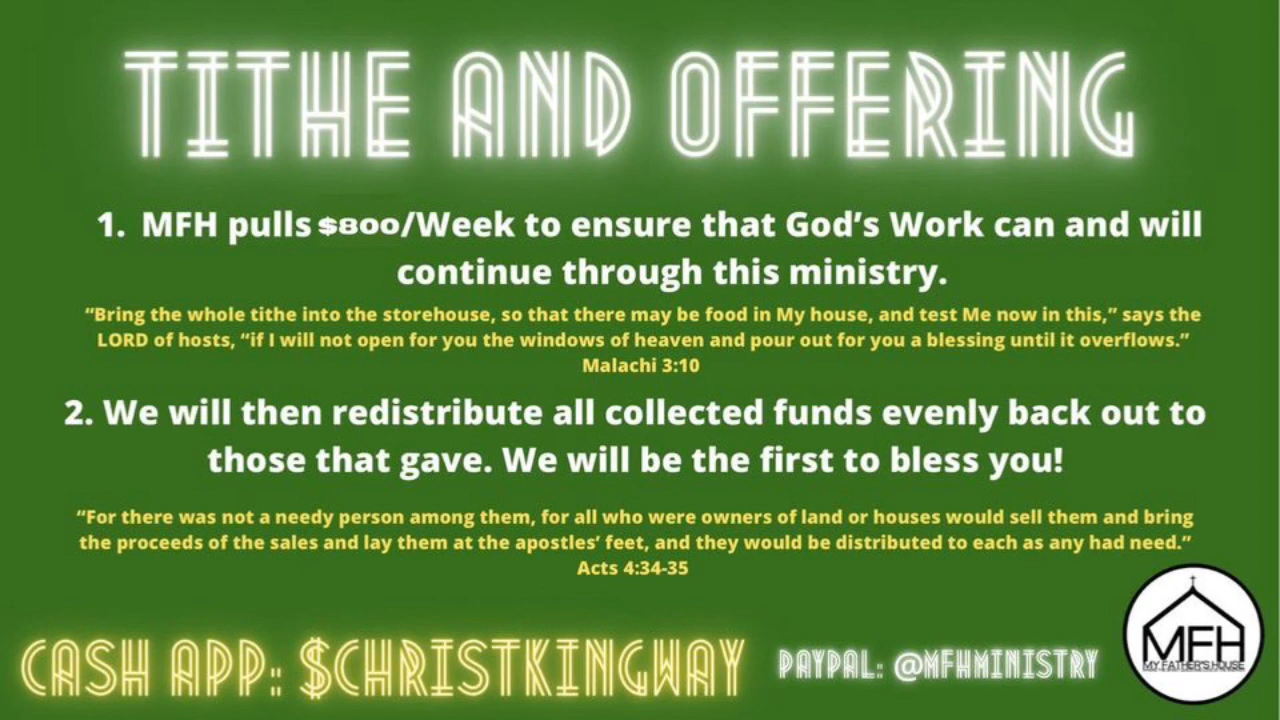 TITHE AND OFFERING
1. MFH pulls $800/Week to ensure that God’s Work can and will
continue through this ministry.
“Bring the whole tithe into the storehouse, so that there may be food in My house, and test Me now in this,” says the
LORD of hosts, “if I will not open for you the windows of heaven and pour out for you a blessing until it overflows.”
Malachi 3:10
2. We will then redistribute all collected funds evenly back out to
those that gave. We will be the first to bless you!
“For there was not a needy person among them, for all who were owners of land or houses would sell them and bring
the proceeds of the sales and lay them at the apostles’ feet, and they would be distributed to each as any had need.”
Acts 4:34-35
CASH APP: $CHRISTKINGWAY
PAYPAL: @MFHMINISTRY
MFH
MY FATHER'S HOUSE